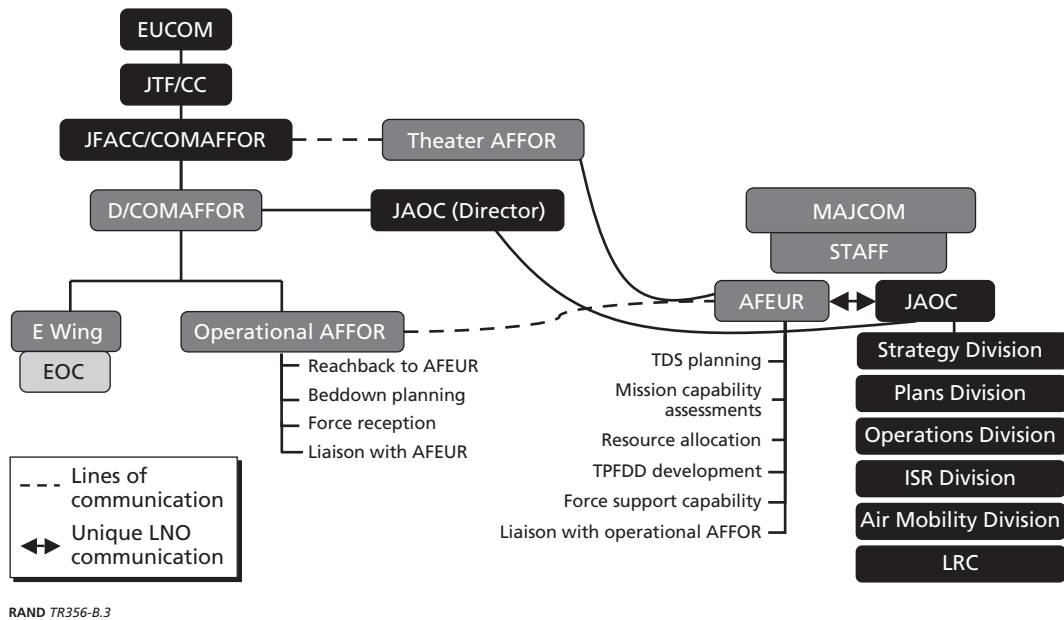 EUCOM
JTF/CC
JFACC/COMAFFOR
Theater AFFOR
D/COMAFFOR
JAOC (Director)
MAJCOM
STAFF
AFEUR
JAOC
E Wing
EOC
Operational AFFOR
Reachback to AFEUR
Beddown planning
Force reception
Liaison with AFEUR
TDS planning
Mission capability
assessments
Resource allocation
TPFDD development
Force support capability
Liaison with operational AFFOR
Strategy Division
Plans Division
Operations Division
ISR Division
Air Mobility Division
LRC
Lines of
communication
Unique LNO
communication
RAND TR356-B.3